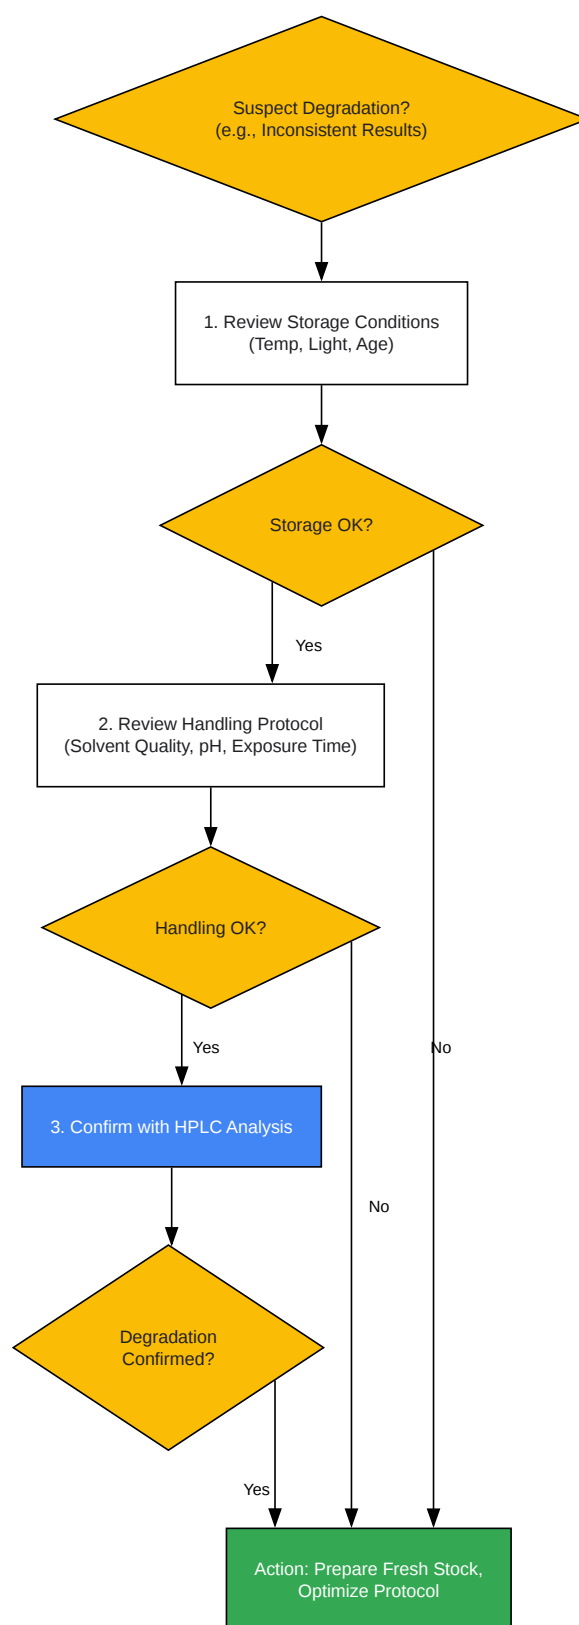 Suspect Degradation?
(e.g., Inconsistent Results)
1. Review Storage Conditions
(Temp, Light, Age)
Storage OK?
Yes
2. Review Handling Protocol
(Solvent Quality, pH, Exposure Time)
Handling OK?
Yes
No
3. Confirm with HPLC Analysis
No
Degradation
Confirmed?
Yes
Action: Prepare Fresh Stock,
Optimize Protocol